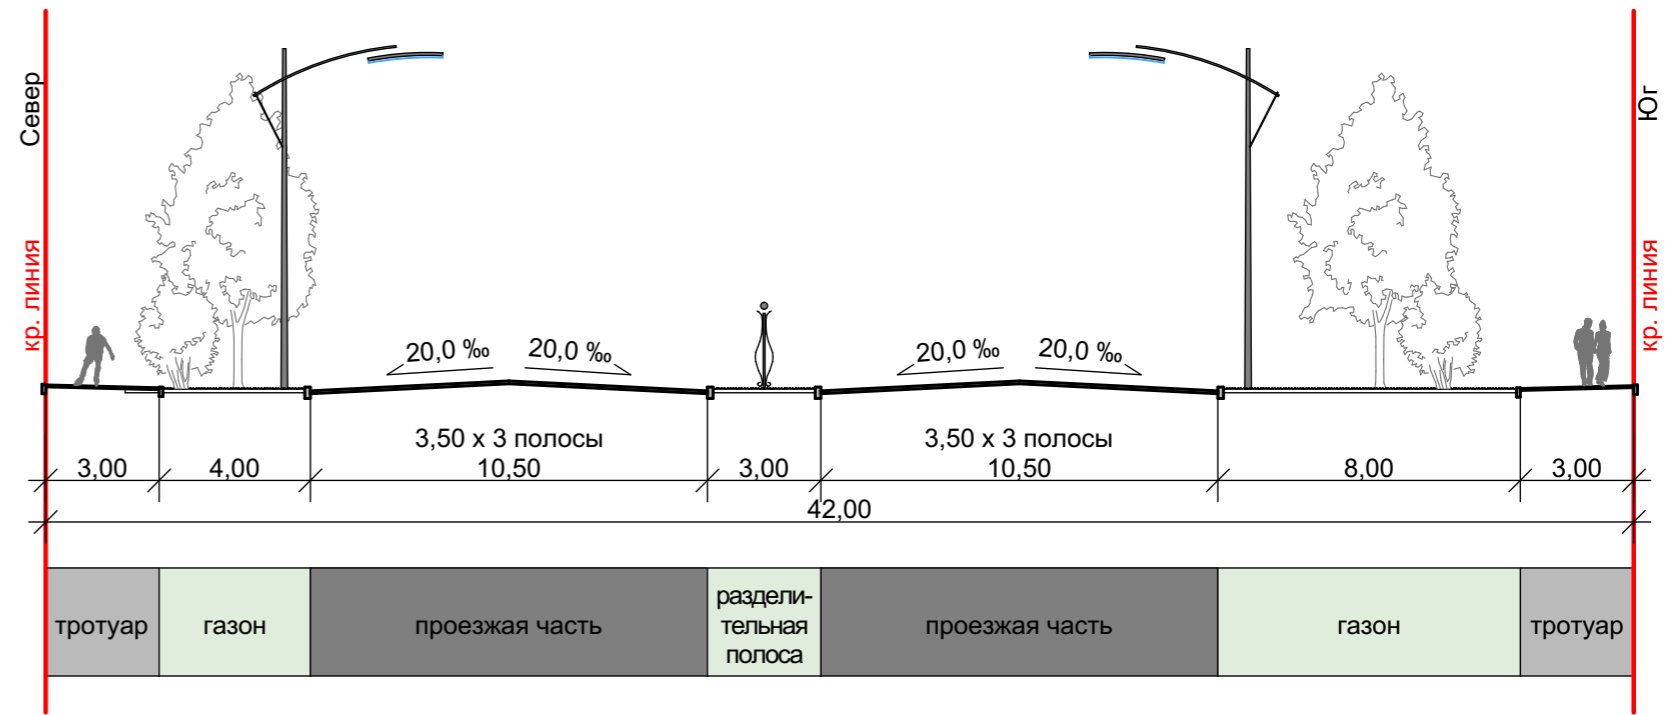 Север
Юг
кр. линия
кр. линия
20,0 ‰
20,0 ‰
20,0 ‰
20,0 ‰
3,50 х 3 полосы
3,50 х 3 полосы
3,00
4,00
10,50
3,00
10,50
8,00
3,00
42,00
тротуар
газон
проезжая часть
раздели-
тельная
полоса
проезжая часть
газон
тротуар